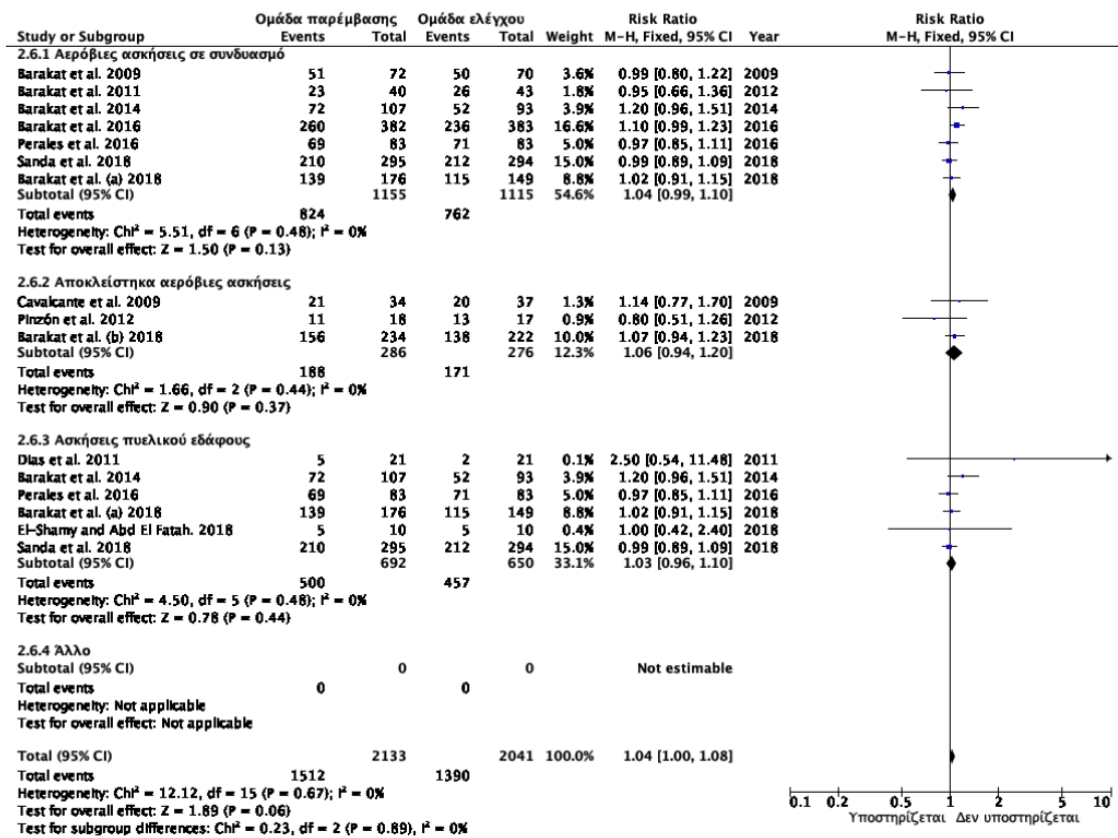 Ομάδα παρέμβασης Ομάδα ελέγχου Risk Ratio Risk Ratio
Study or Subgroup Events Total Events Total Weight M-H, Fixed, 95% CI Year M-H, Fixed, 95% CI
2.6.1 Αερόβιες ασκήσεις σε συνδυασμό
Barakat et al. 2009 51 72 50 70 3.6% 0.99 [0.80, 1.22] 2009
Barakat et al. 2011 23 40 26 43 1.8% 0.95 [0.66, 1.36] 2012
Barakat et al. 2014 72 107 52 93 3.9% 1.20 [0.96, 1.51] 2014
Barakat et al. 2016 260 382 236 383 16.6% 1.10 [0.99, 1.23] 2016
Perales et al. 2016 69 83 71 83 5.0% 0.97 [0.85, 1.11] 2016
Sanda et al. 2018 210 295 212 294 15.0% 0.99 [0.89, 1.09] 2018
Barakat et al. (a) 2018 139 176 115 149 8.8% 1.02 [0.91, 1.15] 2018
Subtotal (95% CI) 1155 1115 54.6% 1.04 [0.99, 1.10]
Total events 824 762
Heterogeneity: Chi² = 5.51, df = 6 (P = 0.48); I² = 0%
Test for overall effect: Z = 1.50 (P = 0.13)
2.6.2 Αποκλείστηκα αερόβιες ασκήσεις
Cavalcante et al. 2009 21 34 20 37 1.3% 1.14 [0.77, 1.70] 2009
Pinzón et al. 2012 11 18 13 17 0.9% 0.80 [0.51, 1.26] 2012
Barakat et al. (b) 2018 156 234 138 222 10.0% 1.07 [0.94, 1.23] 2018
Subtotal (95% CI) 286 276 12.3% 1.06 [0.94, 1.20]
Total events 188 171
Heterogeneity: Chi² = 1.66, df = 2 (P = 0.44); I² = 0%
Test for overall effect: Z = 0.90 (P = 0.37)
2.6.3 Ασκήσεις πυελικού εδάφους
Dias et al. 2011 5 21 2 21 0.1% 2.50 [0.54, 11.48] 2011
Barakat et al. 2014 72 107 52 93 3.9% 1.20 [0.96, 1.51] 2014
Perales et al. 2016 69 83 71 83 5.0% 0.97 [0.85, 1.11] 2016
Barakat et al. (a) 2018 139 176 115 149 8.8% 1.02 [0.91, 1.15] 2018
El-Shamy and Abd El Fatah. 2018 5 10 5 10 0.4% 1.00 [0.42, 2.40] 2018
Sanda et al. 2018 210 295 212 294 15.0% 0.99 [0.89, 1.09] 2018
Subtotal (95% CI) 692 650 33.1% 1.03 [0.96, 1.10]
Total events 500 457
Heterogeneity: Chi² = 4.50, df = 5 (P = 0.48); I² = 0%
Test for overall effect: Z = 0.78 (P = 0.44)
2.6.4 Άλλο
Subtotal (95% CI) 0 0 Not estimable
Total events 0 0
Heterogeneity: Not applicable
Test for overall effect: Not applicable
Total (95% CI) 2133 2041 100.0% 1.04 [1.00, 1.08]
Total events 1512 1390
Heterogeneity: Chi² = 12.12, df = 15 (P = 0.67); I² = 0%
Test for overall effect: Z = 1.89 (P = 0.06)
Test for subgroup differences: Chi² = 0.23, df = 2 (P = 0.89), I² = 0%
0.1 0.2 0.5 1 2 5 10
Υποστηρίζεται Δεν υποστηρίζεται